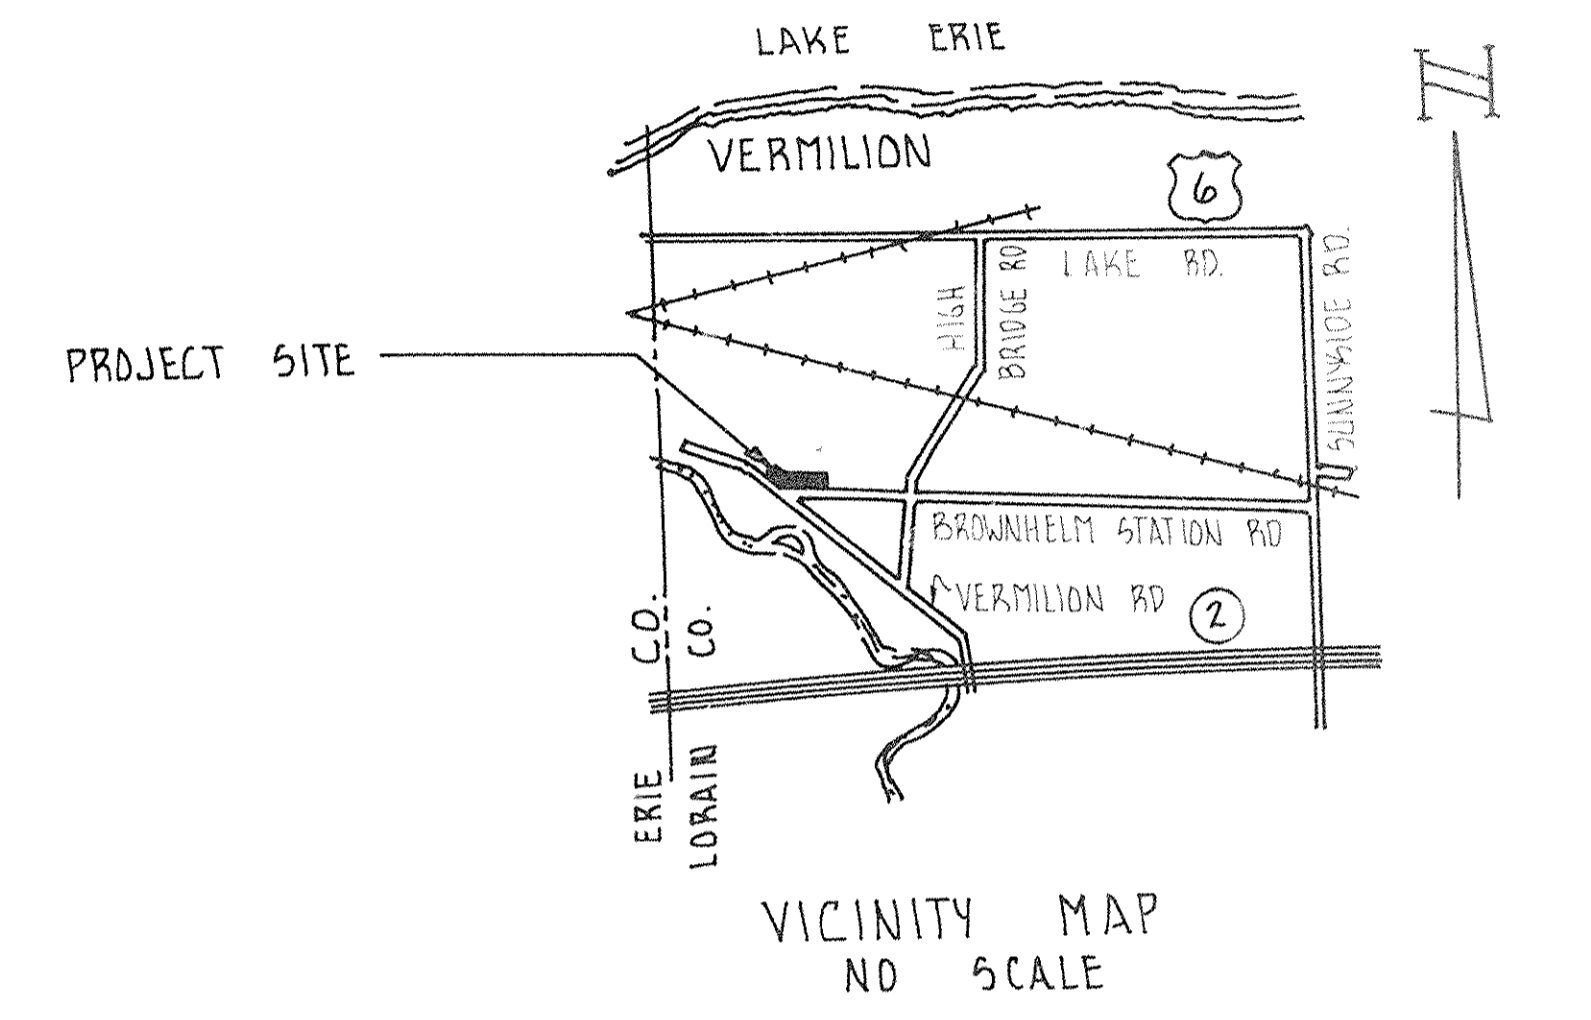 LAKE ERIE
N
VERMILION
6
LAKE RD.
HIGH
BRIDGE RD
SUNNYSIDE RD.
PROJECT SITE
BROWNHELM STATION RD
VERMILION RD
2
ERIE CO.
LORAIN CO.
VICINITY MAP
NO SCALE